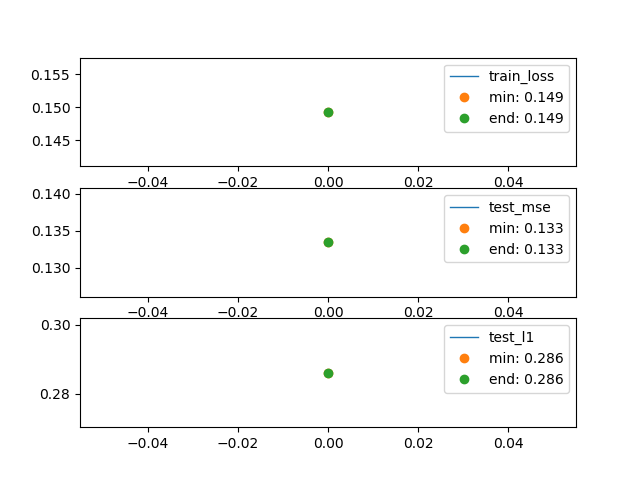 0.155
0.150
0.145
train_loss
min: 0.149
end: 0.149
−0.04 −0.02 0.00 0.02 0.04
0.140
0.135
0.130
test_mse
min: 0.133
end: 0.133
−0.04 −0.02 0.00 0.02 0.04
0.30
0.28
test_l1
min: 0.286
end: 0.286
−0.04 −0.02 0.00 0.02 0.04